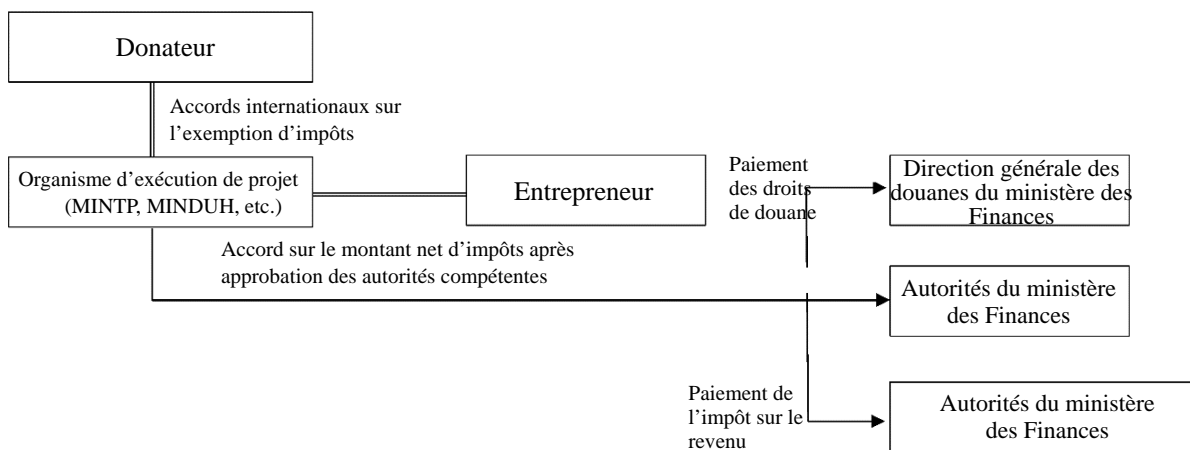 Donateur
Accords internationaux sur
l’exemption d’impôts
Organisme d’exécution de projet
(MINTP, MINDUH, etc.)
Entrepreneur
Paiement
des droits
de douane
Direction générale des
douanes du ministère des
Finances
Accord sur le montant net d’impôts après
approbation des autorités compétentes
Autorités du ministère
des Finances
Paiement de
l’impôt sur le
revenu
Autorités du ministère
des Finances